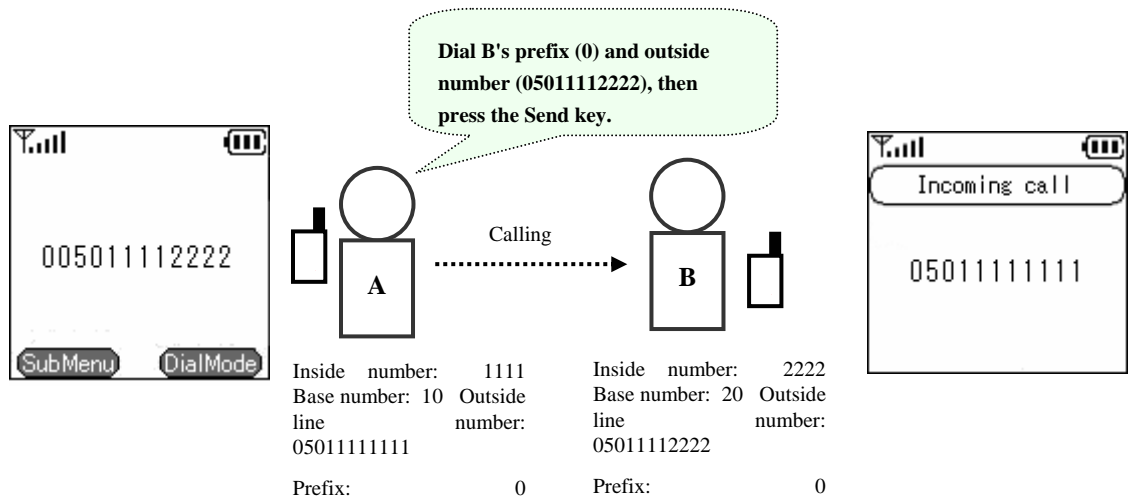 Dial B's prefix (0) and outside
number (05011112222), then
press the Send key.
005011112222
SubMenu DialMode
Calling
A
B
Incoming call
05011111111
Inside number: 1111
Base number: 10 Outside
line number:
05011111111
Prefix: 0
Inside number: 2222
Base number: 20 Outside
line number:
05011112222
Prefix: 0